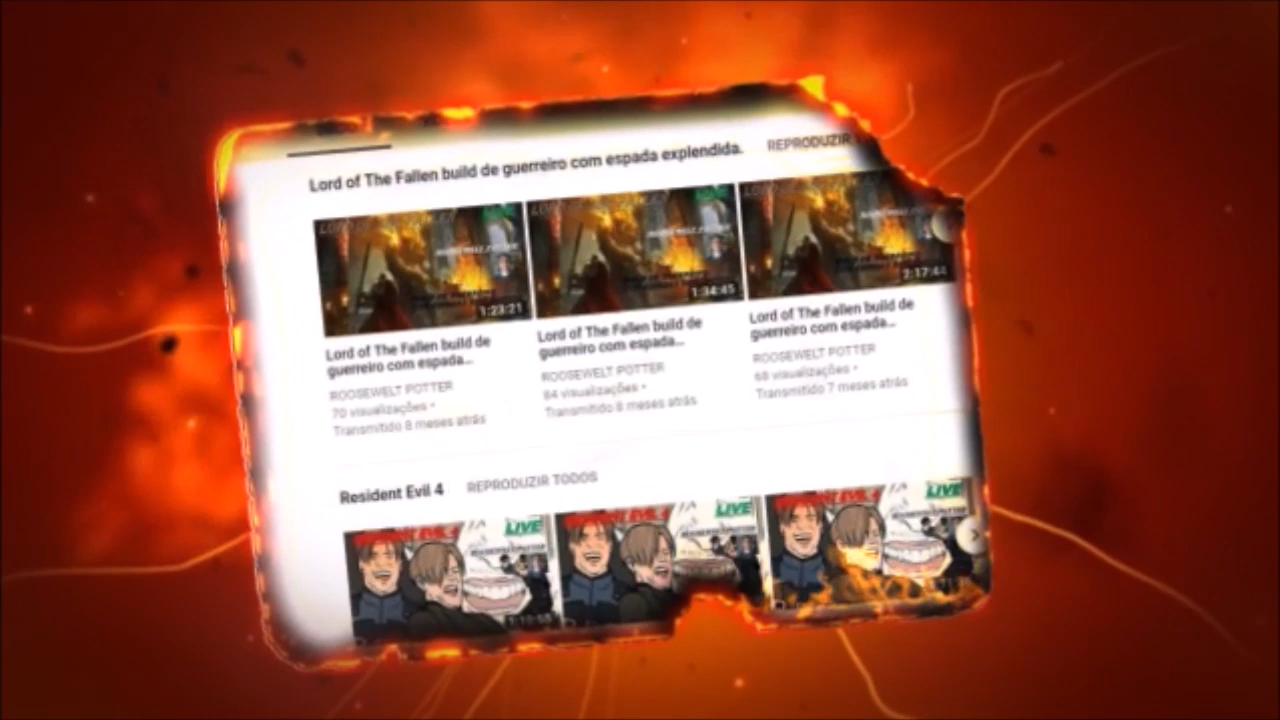 Lord of The Fallen build de guerreiro com espada explendida.
REPRODUZIR
1:23:21
1:34:45
2:17:44
Lord of The Fallen build de
guerreiro com espada...
ROOSEWELT POTTER
70 visualizações •
Transmitido 8 meses atrás
Lord of The Fallen build de
guerreiro com espada...
ROOSEWELT POTTER
84 visualizações •
Transmitido 8 meses atrás
Lord of The Fallen build de
guerreiro com espada...
ROOSEWELT POTTER
68 visualizações •
Transmitido 7 meses atrás
Resident Evil 4
REPRODUZIR TODOS
LIVE
LIVE
LIVE